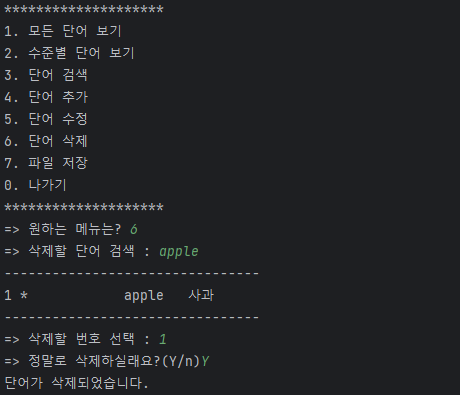 ********************
1. 모든 단어 보기
2. 수준별 단어 보기
3. 단어 검색
4. 단어 추가
5. 단어 수정
6. 단어 삭제
7. 파일 저장
0. 나가기
********************
=> 원하는 메뉴는? 6
=> 삭제할 단어 검색 : apple
--------------------------------
1 *            apple   사과
--------------------------------
=> 삭제할 번호 선택 : 1
=> 정말로 삭제하실래요?(Y/n)Y
단어가 삭제되었습니다.